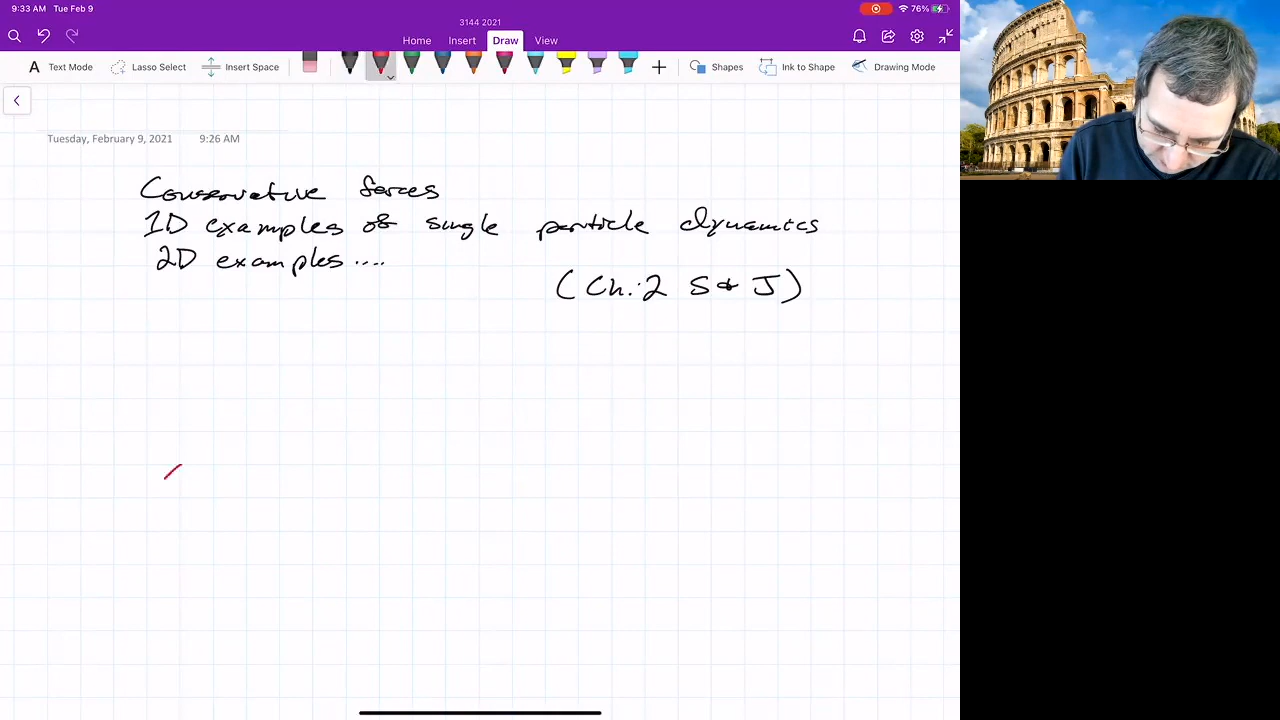 9:33 AM Tue Feb 9
76%
3144 2021
Home Insert Draw View
A Text Mode Lasso Select Insert Space Shapes Ink to Shape Drawing Mode
Tuesday, February 9, 2021 9:26 AM
Conservative forces
1D examples of single particle dynamics
2D examples ....
(Ch.:2 S & J)